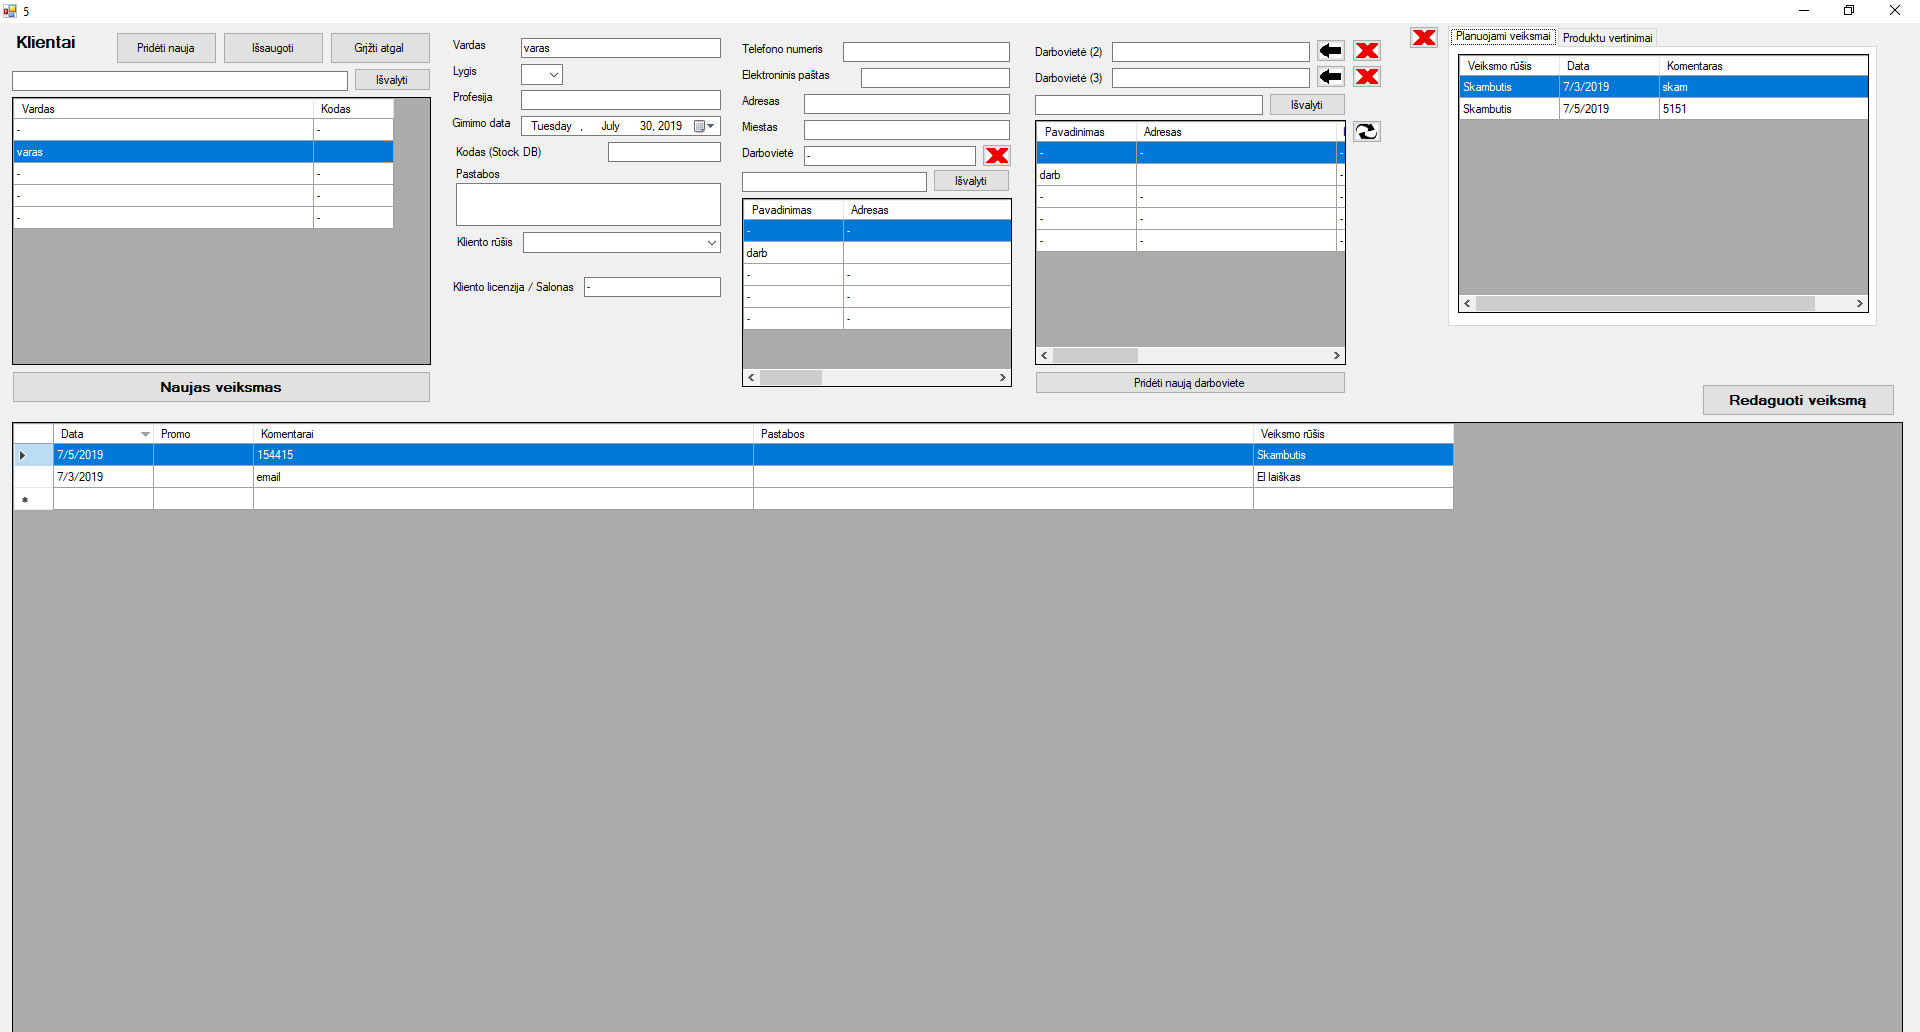 5
Klientai
Pridėti nauja
Išsaugoti
Grįžti atgal
Išvalyti
Vardas Kodas
- -
varas
- -
- -
- -
Naujas veiksmas
Vardas varas
Lygis
Profesija
Gimimo data Tuesday , July 30, 2019
Kodas (Stock DB)
Pastabos
Kliento rūšis
Kliento licenzija / Salonas -
Telefono numeris
Elektroninis paštas
Adresas
Miestas
Darbovietė -
Išvalyti
Pavadinimas Adresas
- -
darb
- -
- -
- -
Darbovietė (2)
Darbovietė (3)
Išvalyti
Pavadinimas Adresas
- - -
darb -
- - -
- - -
- - -
Pridėti naują darboviete
Planuojami veiksmai Produktu vertinimai
Veiksmo rūšis Data Komentaras
Skambutis 7/3/2019 skam
Skambutis 7/5/2019 5151
Redaguoti veiksmą
Data Promo Komentarai Pastabos Veiksmo rūšis
7/5/2019 154415 Skambutis
7/3/2019 email El laiškas